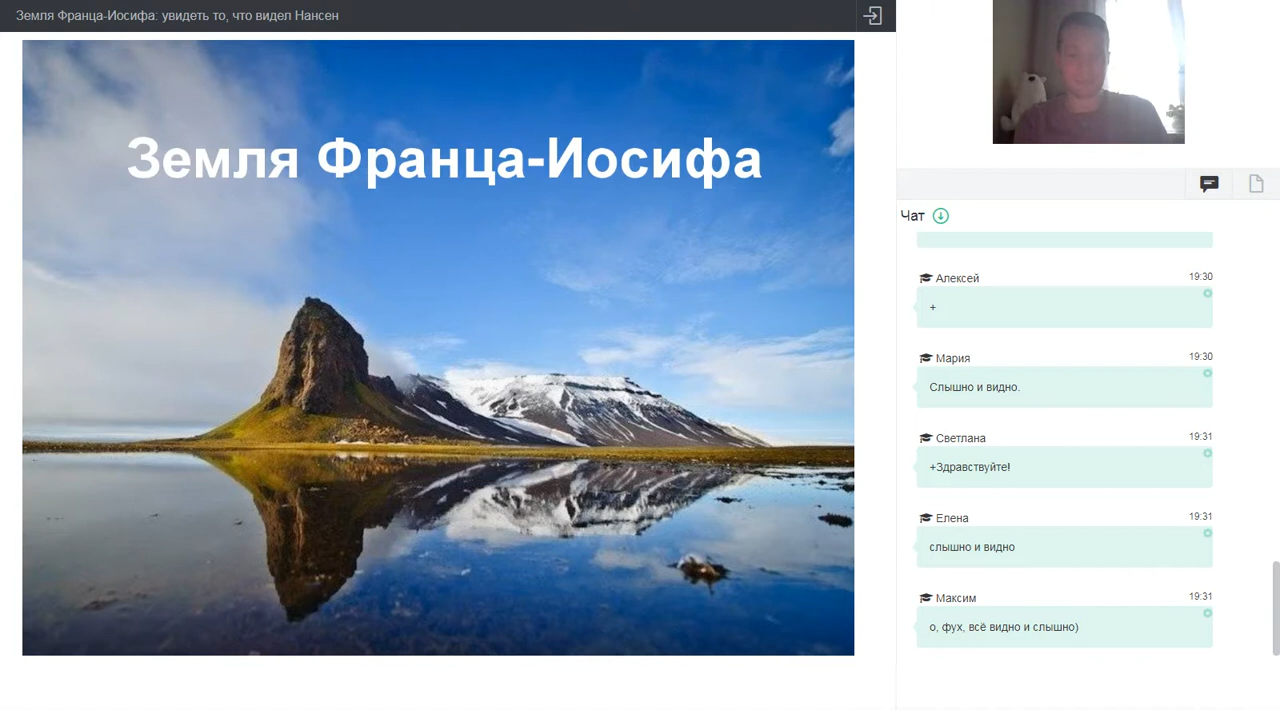 Земля Франца-Иосифа: увидеть то, что видел Нансен
Земля Франца-Иосифа
Чат
Алексей 19:30
+
Мария 19:30
Слышно и видно.
Светлана 19:31
+Здравствуйте!
Елена 19:31
слышно и видно
Максим 19:31
о, фух, всё видно и слышно)